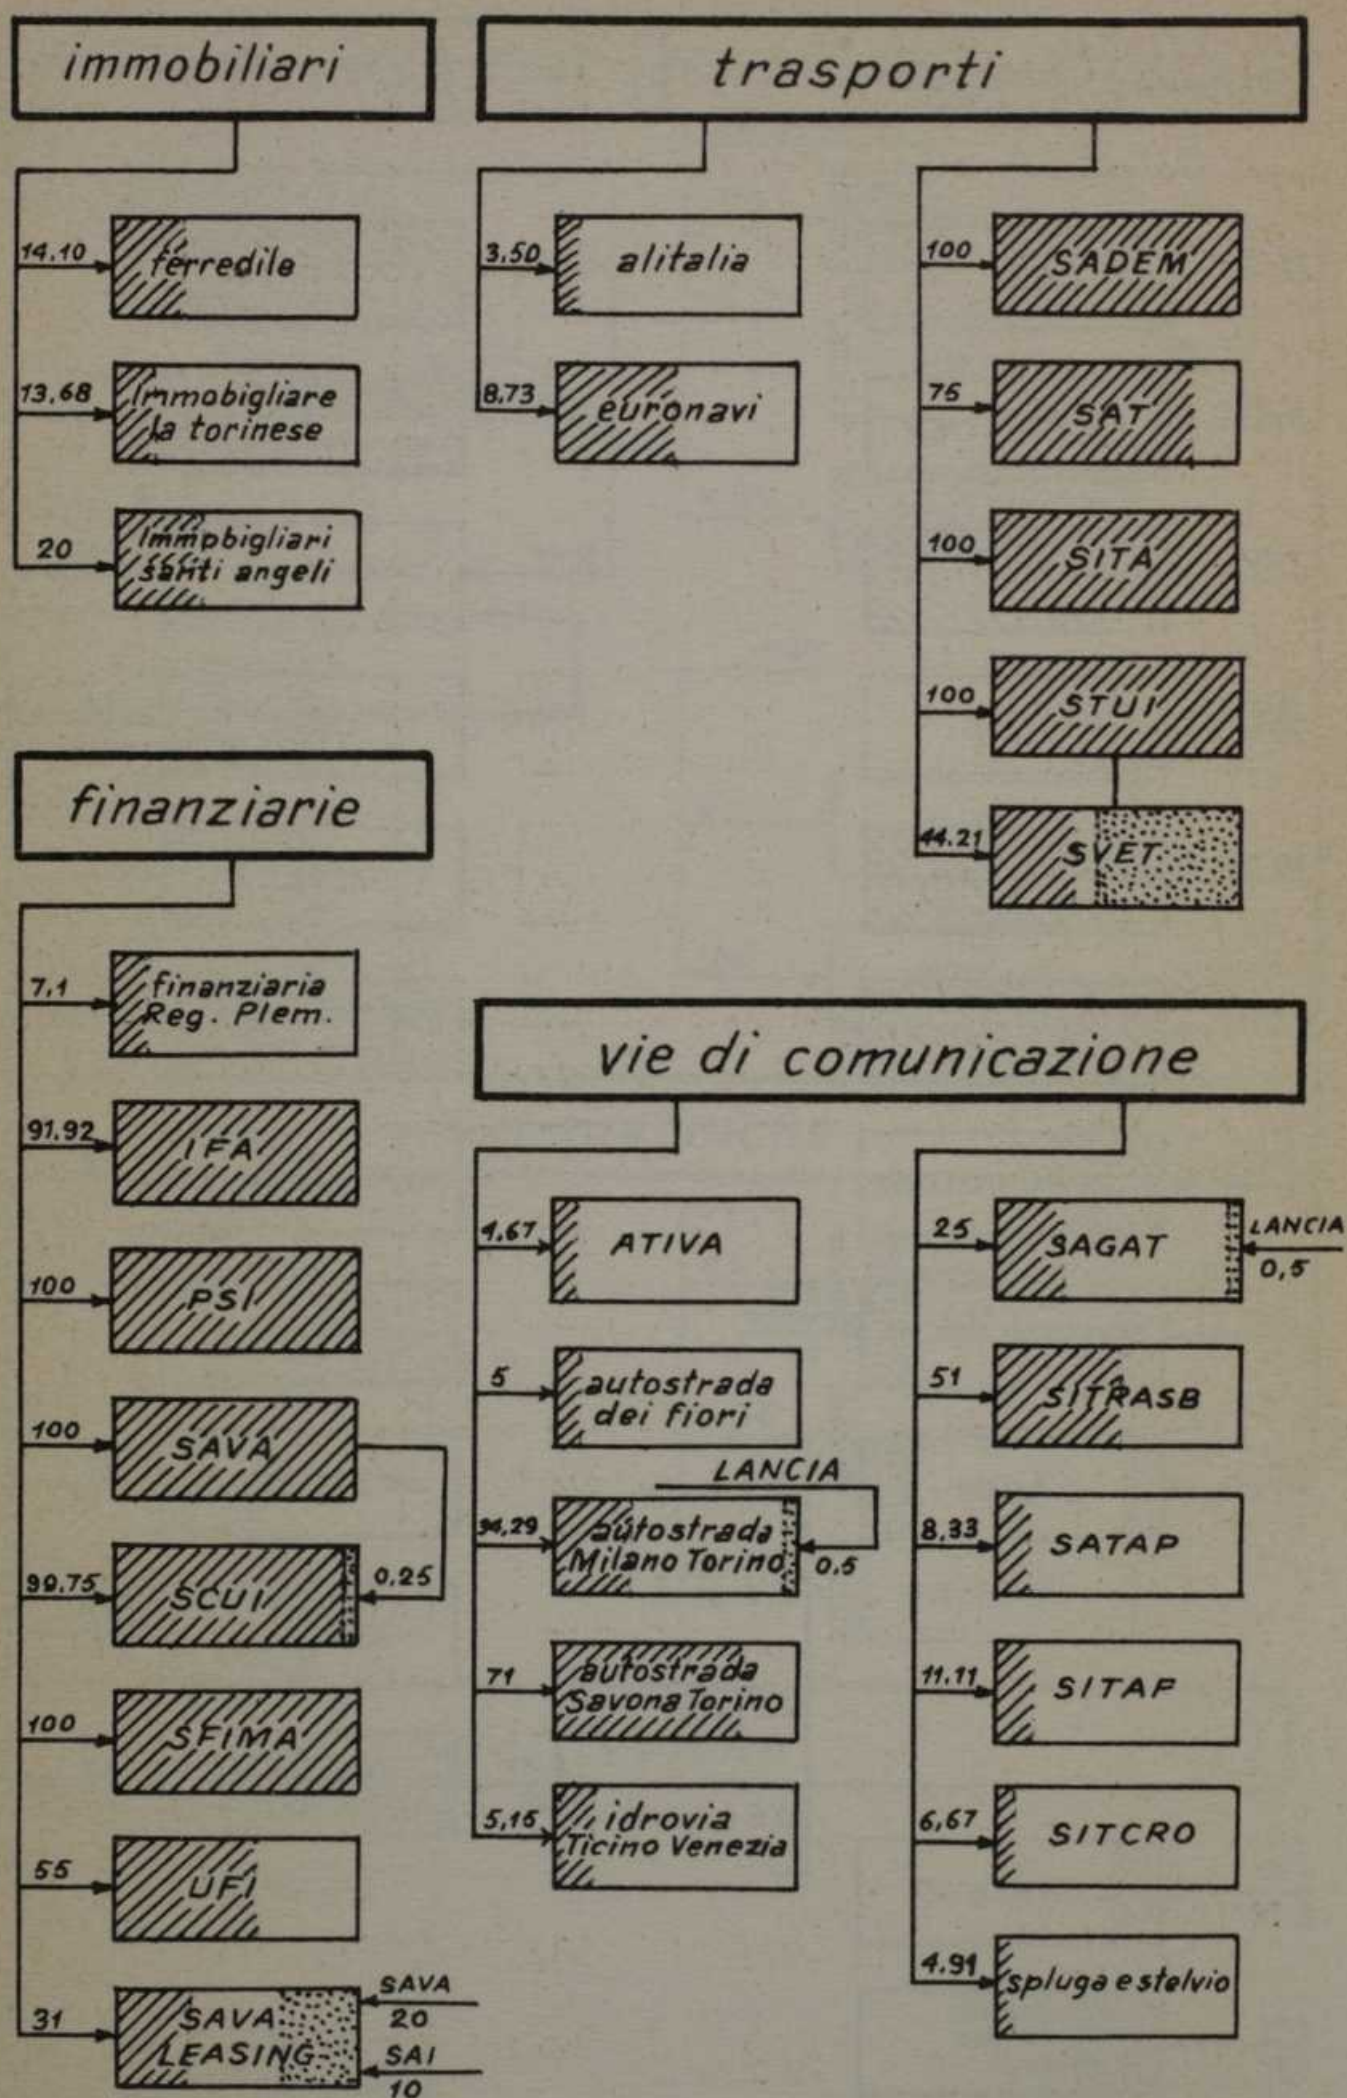 immobiliari
14.10
ferredile
13.68
Immobigliare
la torinese
20
Immobigliari
santi angeli
trasporti
3.50
alitalia
8.73
euronavi
100
SADEM
75
SAT
100
SITA
100
STUI
44.21
SVET
finanziarie
7.1
finanziaria
Reg. Piem.
91.92
IFA
100
PSI
100
SAVA
99.75
SCUI
0.25
100
SFIMA
55
UFI
31
SAVA
LEASING
SAVA
20
SAI
10
vie di comunicazione
4,67
ATIVA
5
autostrada
dei fiori
LANCIA
34,29
autostrada
Milano Torino
0.5
71
autostrada
Savona Torino
5,15
idrovia
Ticino Venezia
25
SAGAT
LANCIA
0,5
51
SITRASB
8.33
SATAP
11.11
SITAF
6,67
SITCRO
4.91
spluga e stelvio